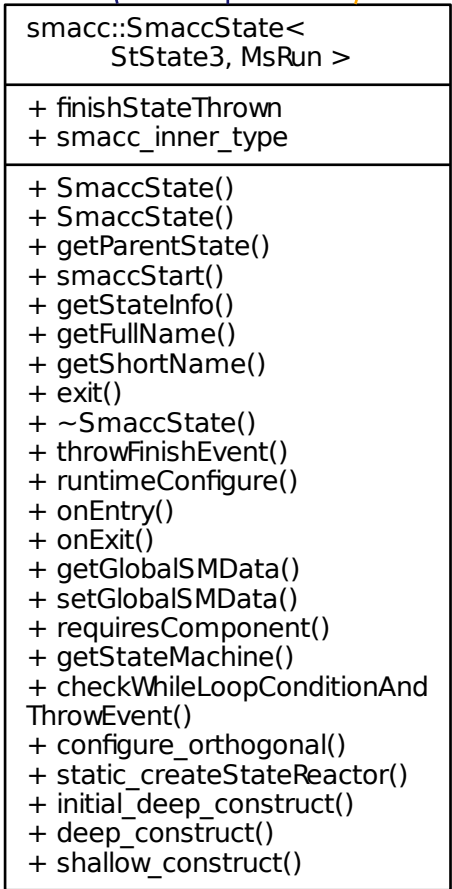 smacc::SmaccState<
StState3, MsRun >
+ finishStateThrown
+ smacc_inner_type
+ SmaccState()
+ SmaccState()
+ getParentState()
+ smaccStart()
+ getStateInfo()
+ getFullName()
+ getShortName()
+ exit()
+ ~SmaccState()
+ throwFinishEvent()
+ runtimeConfigure()
+ onEntry()
+ onExit()
+ getGlobalSMData()
+ setGlobalSMData()
+ requiresComponent()
+ getStateMachine()
+ checkWhileLoopConditionAnd
ThrowEvent()
+ configure_orthogonal()
+ static_createStateReactor()
+ initial_deep_construct()
+ deep_construct()
+ shallow_construct()